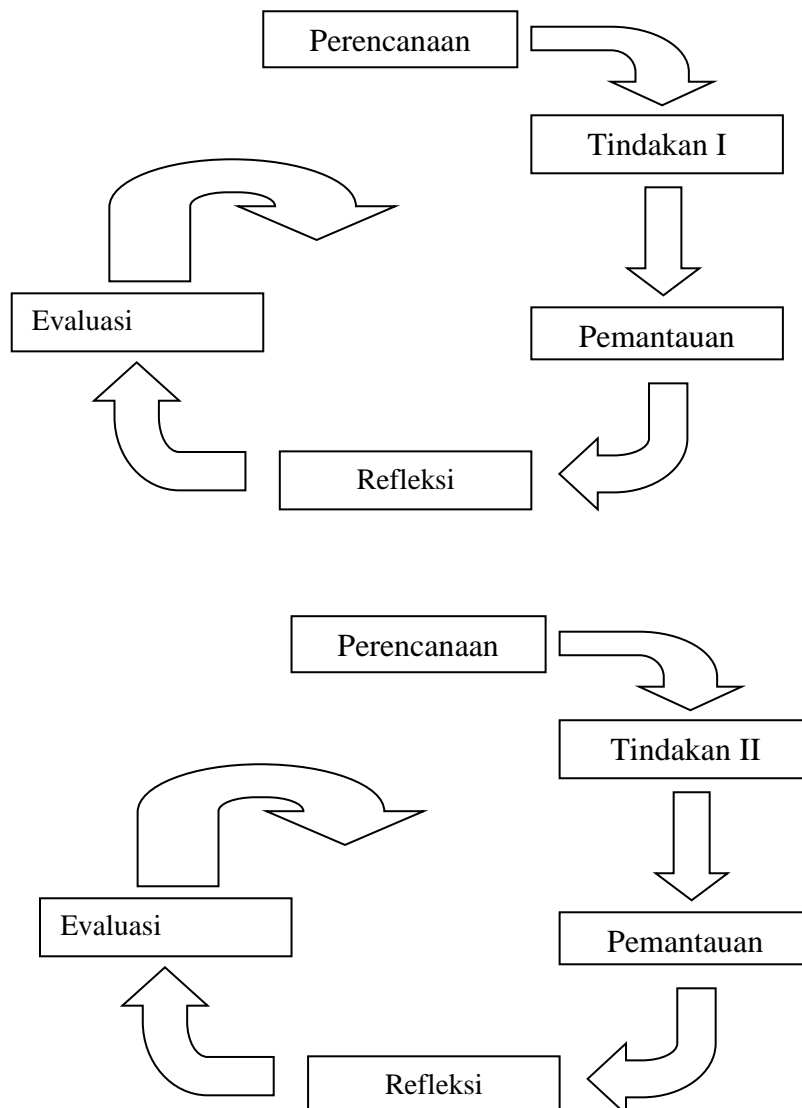 Perencanaan
Tindakan I
Evaluasi
Pemantauan
Refleksi
Perencanaan
Tindakan II
Evaluasi
Pemantauan
Refleksi